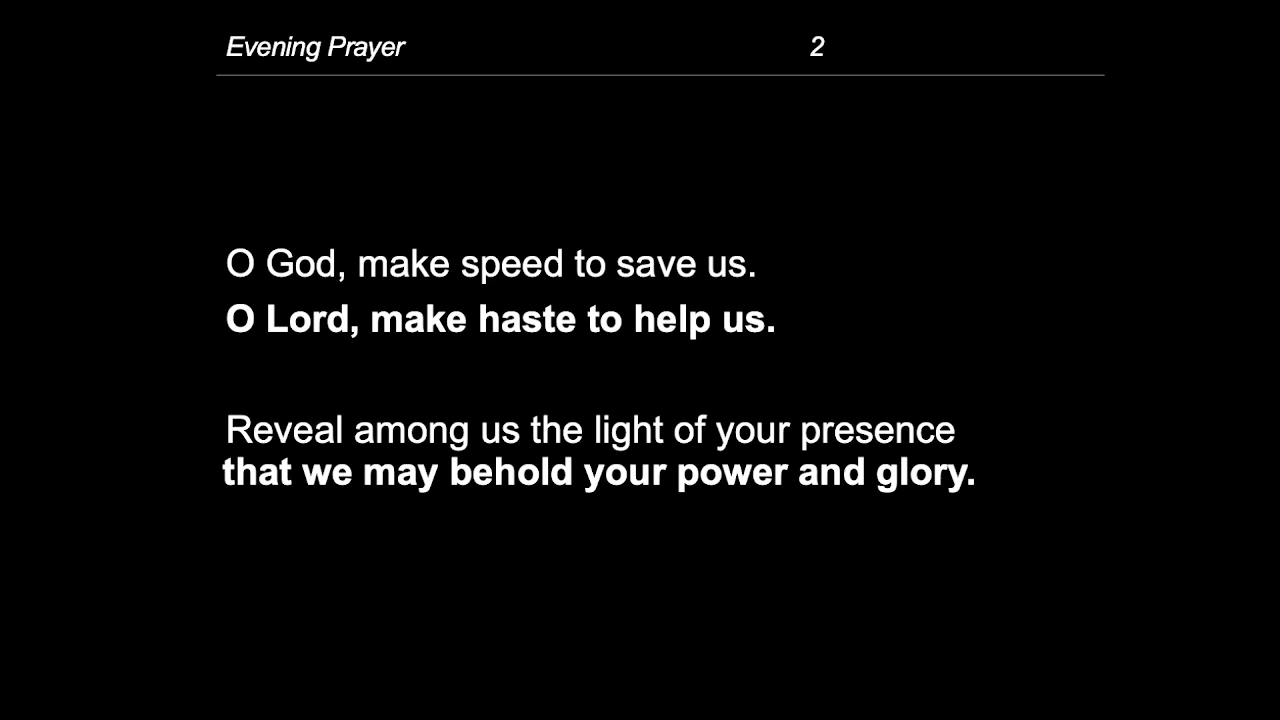 Evening Prayer 2
O God, make speed to save us.
O Lord, make haste to help us.
Reveal among us the light of your presence
that we may behold your power and glory.